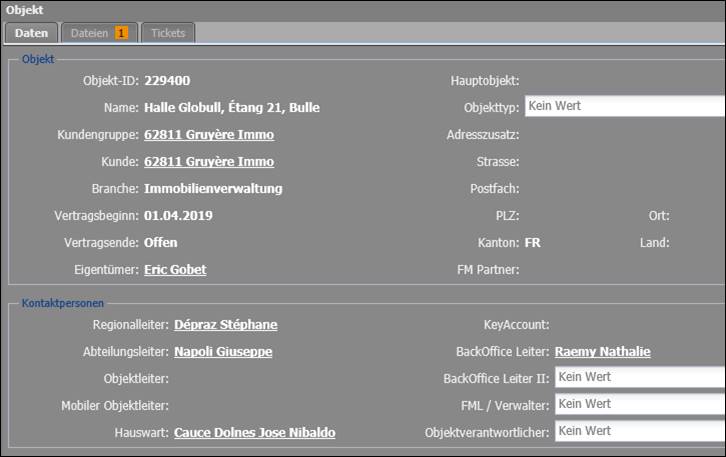 Objekt
Daten Dateien 1 Tickets
Objekt
Objekt-ID: 229400 Hauptobjekt:
Name: Halle Globull, Étang 21, Bulle Objekttyp: Kein Wert
Kundengruppe: 62811 Gruyère Immo Adresszusatz:
Kunde: 62811 Gruyère Immo Strasse:
Branche: Immobilienverwaltung Postfach:
Vertragsbeginn: 01.04.2019 PLZ: Ort:
Vertragsende: Offen Kanton: FR Land:
Eigentümer: Eric Gobet FM Partner:
Kontaktpersonen
Regionalleiter: Dépraz Stéphane KeyAccount:
Abteilungsleiter: Napoli Giuseppe BackOffice Leiter: Raemy Nathalie
Objektleiter: BackOffice Leiter II: Kein Wert
Mobiler Objektleiter: FML / Verwalter: Kein Wert
Hauswart: Cauce Dolnes Jose Nibaldo Objektverantwortlicher: Kein Wert